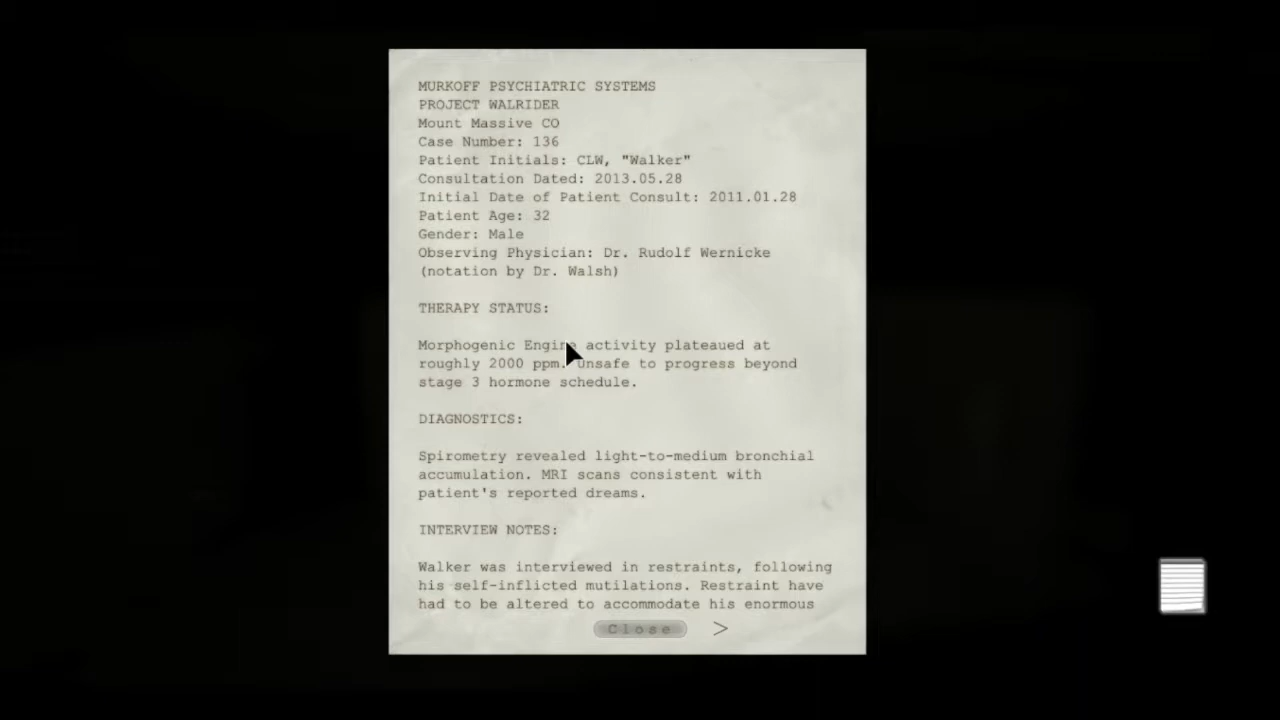 MURKOFF PSYCHIATRIC SYSTEMS
PROJECT WALRIDER
Mount Massive CO
Case Number: 136
Patient Initials: CLW, "Walker"
Consultation Dated: 2013.05.28
Initial Date of Patient Consult: 2011.01.28
Patient Age: 32
Gender: Male
Observing Physician: Dr. Rudolf Wernicke
(notation by Dr. Walsh)
THERAPY STATUS:
Morphogenic Engine activity plateaued at
roughly 2000 ppm. Unsafe to progress beyond
stage 3 hormone schedule.
DIAGNOSTICS:
Spirometry revealed light-to-medium bronchial
accumulation. MRI scans consistent with
patient's reported dreams.
INTERVIEW NOTES:
Walker was interviewed in restraints, following
his self-inflicted mutilations. Restraint have
had to be altered to accommodate his enormous
Close >